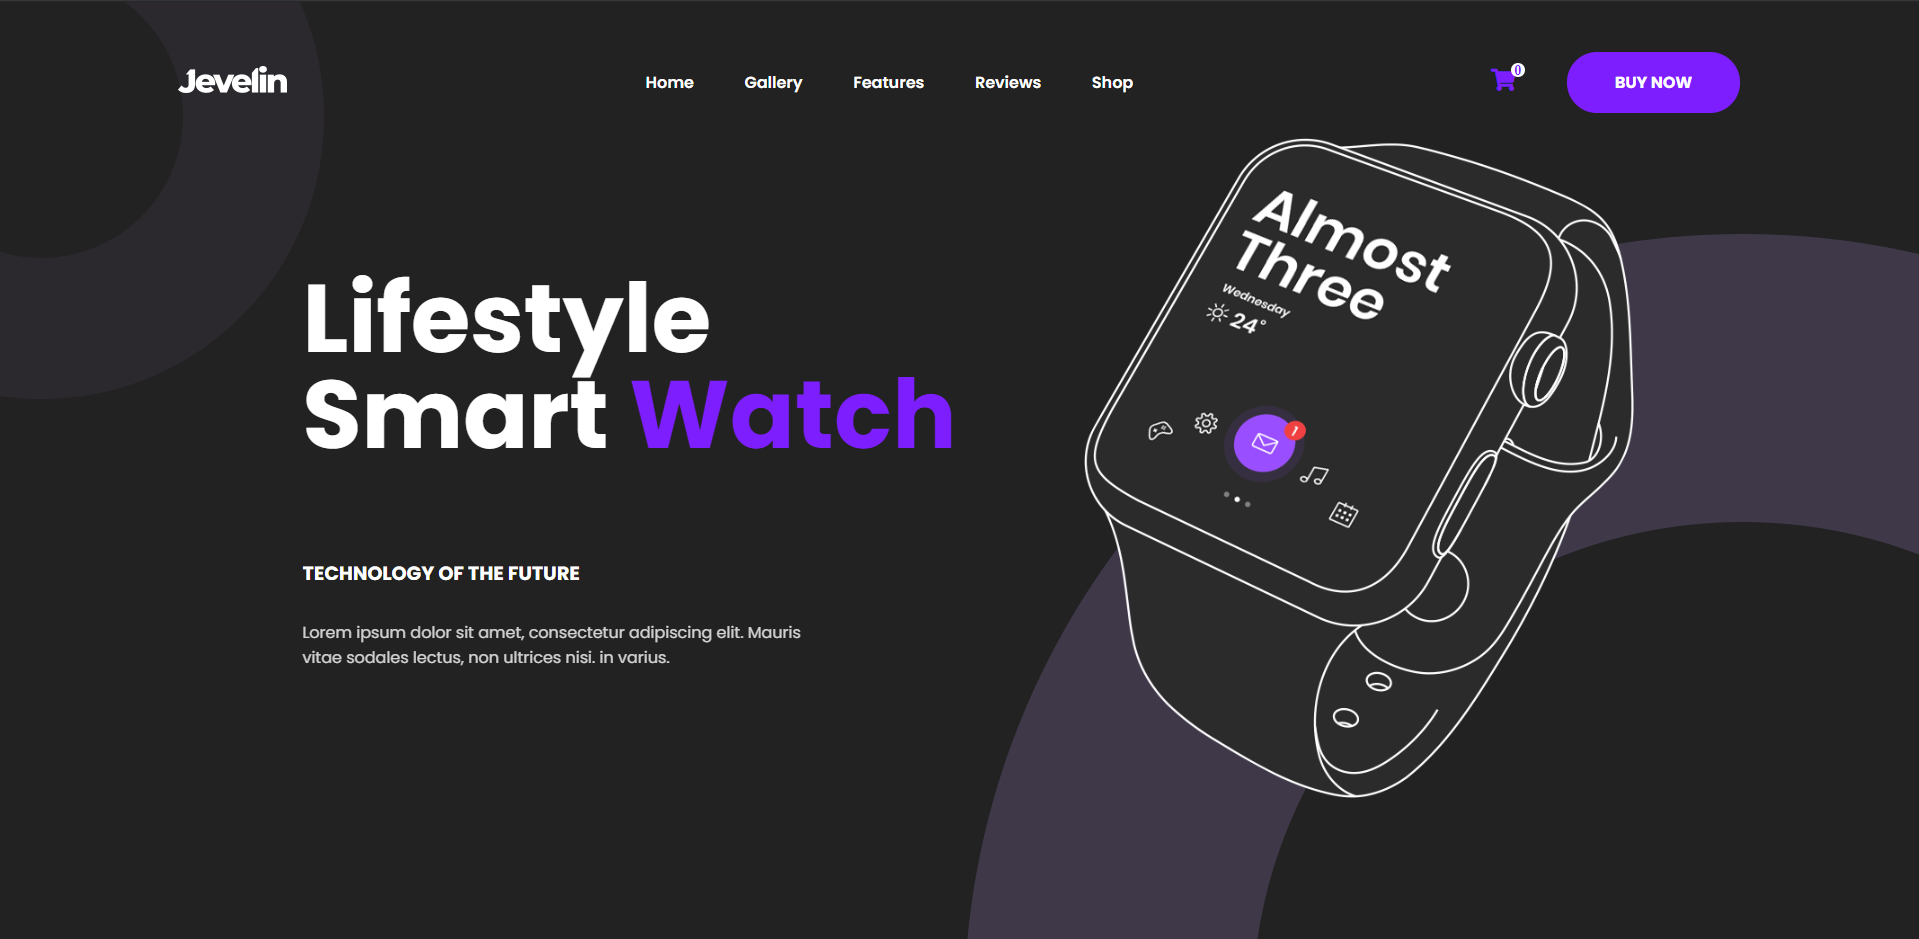 Jevelin
Home
Gallery
Features
Reviews
Shop
0
BUY NOW
Almost
Three
Wednesday
24°
1
Lifestyle
Smart Watch
TECHNOLOGY OF THE FUTURE
Lorem ipsum dolor sit amet, consectetur adipiscing elit. Mauris
vitae sodales lectus, non ultrices nisi. in varius.